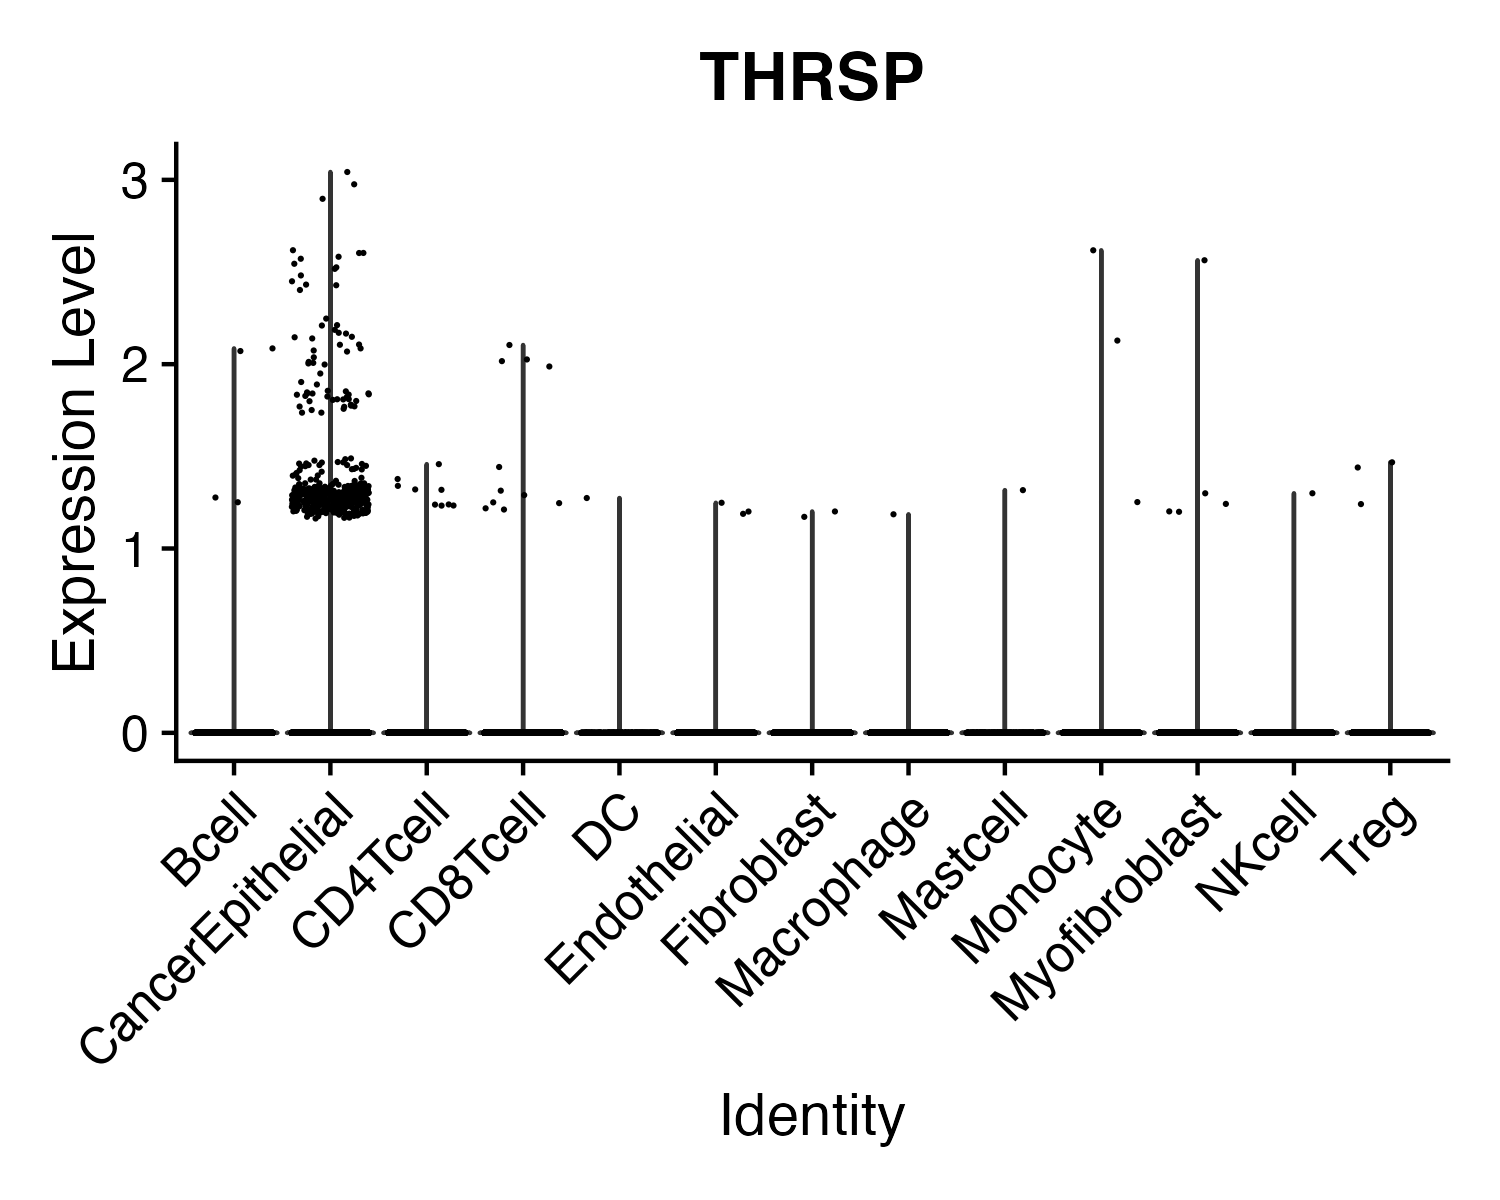 THRSP
Expression Level
3
2
1
0
Bcell
CancerEpithelial
CD4Tcell
CD8Tcell
DC
Endothelial
Fibroblast
Macrophage
Mastcell
Monocyte
Myofibroblast
NKcell
Treg
Identity